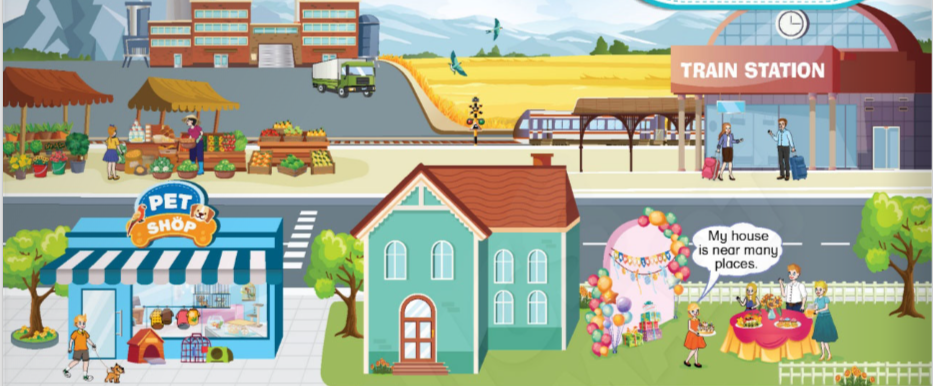 TRAIN STATION
PET
SHOP
My house
is near many
places.